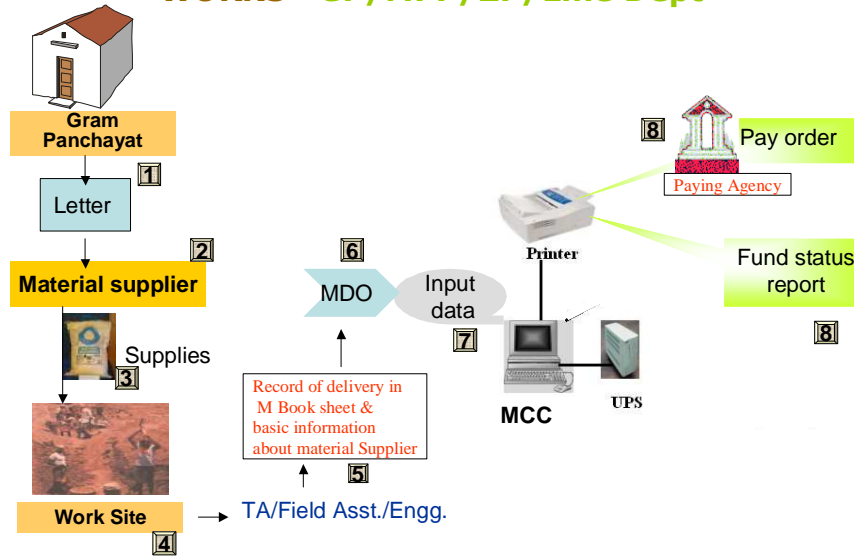 Gram
Panchayat
1
Letter
2
Material supplier
Supplies
3
Work Site
4
TA/Field Asst./Engg.
5
Record of delivery in
M Book sheet &
basic information
about material Supplier
6
MDO
Input
data
7
Printer
MCC
UPS
8
Pay order
Paying Agency
Fund status
report
8